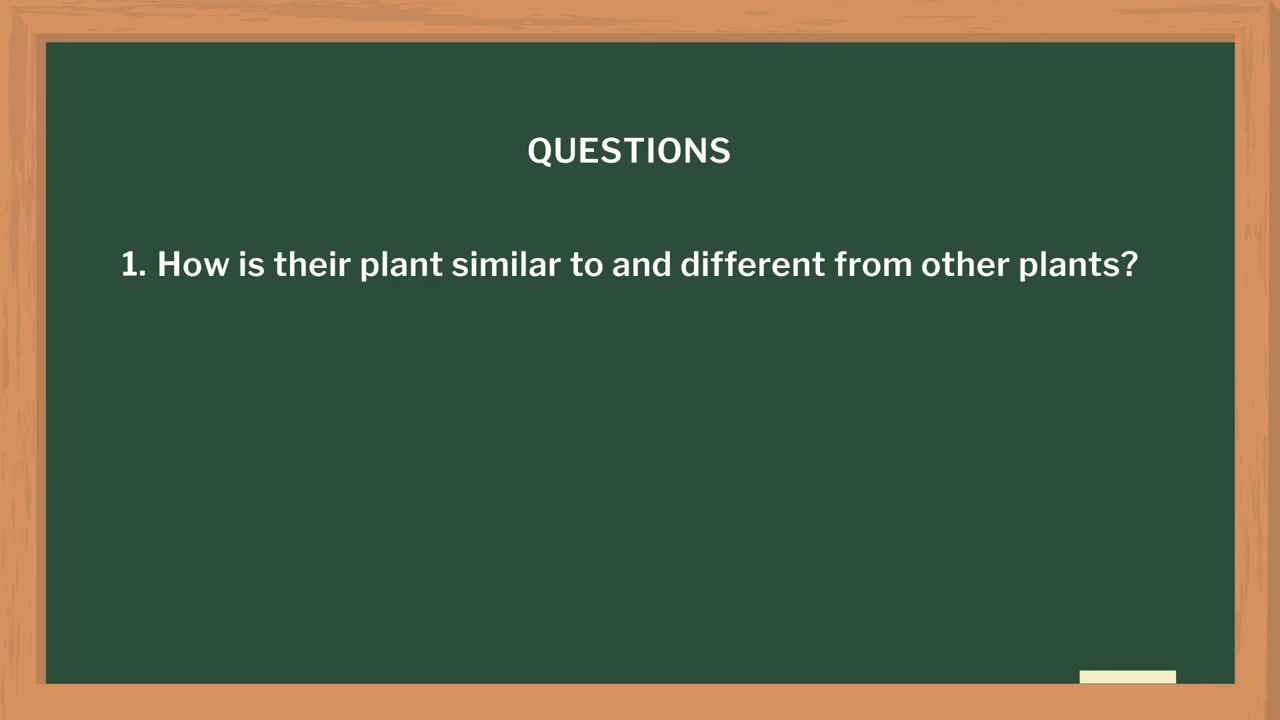 QUESTIONS
1. How is their plant similar to and different from other plants?